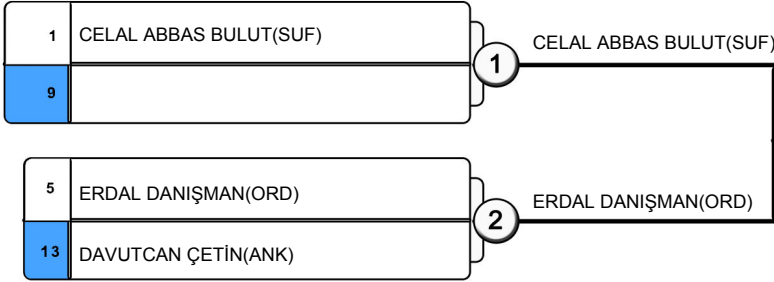 1 CELAL ABBAS BULUT(SUF)
1 CELAL ABBAS BULUT(SUF)
9
5 ERDAL DANIŞMAN(ORD)
2 ERDAL DANIŞMAN(ORD)
13 DAVUTCAN ÇETİN(ANK)